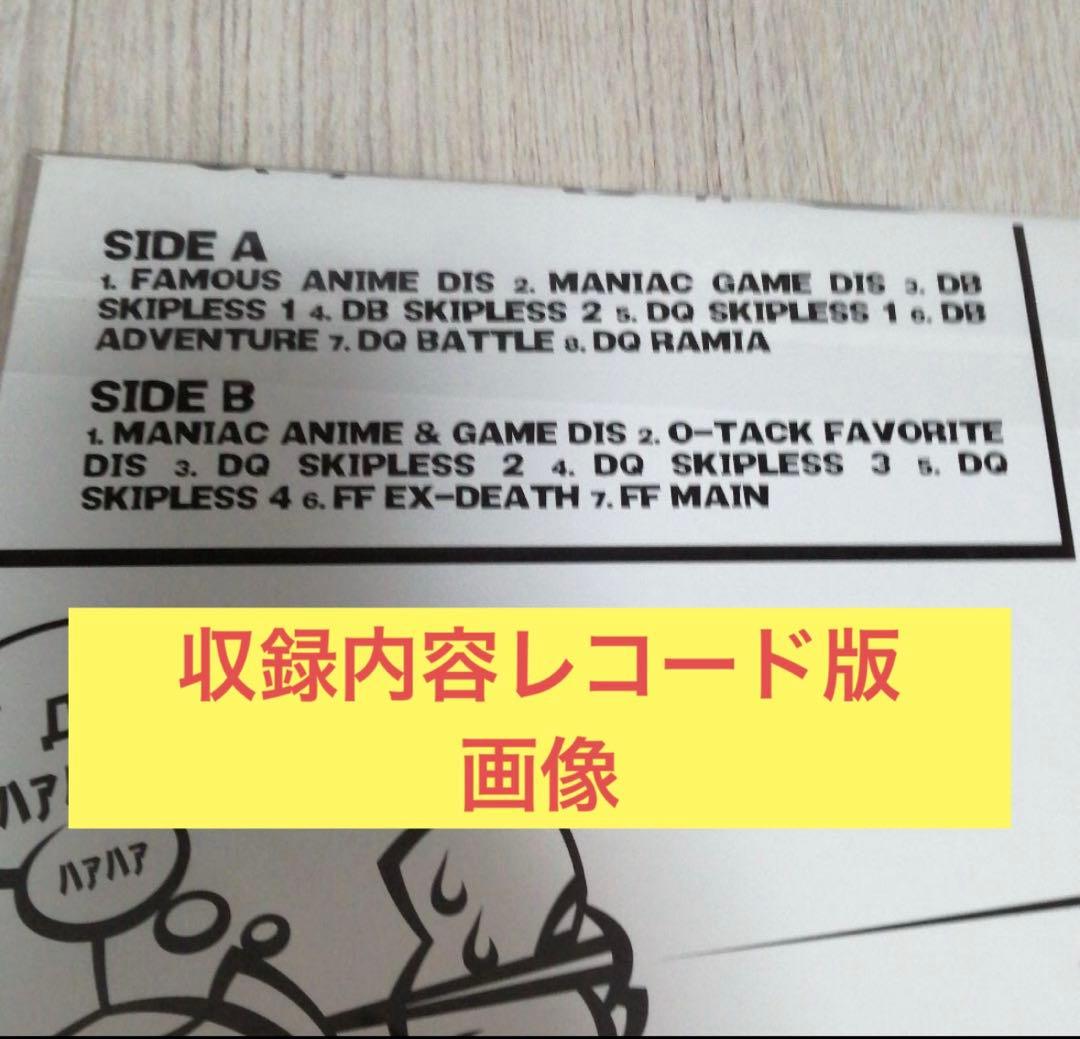 SIDE A
1. FAMOUS ANIME DIS 2. MANIAC GAME DIS 3. DB
SKIPLESS 1 4. DB SKIPLESS 2 5. DQ SKIPLESS 1 6. DB
ADVENTURE 7. DQ BATTLE 8. DQ RAMIA
SIDE B
1. MANIAC ANIME & GAME DIS 2. O-TACK FAVORITE
DIS 3. DQ SKIPLESS 2 4. DQ SKIPLESS 3 5. DQ
SKIPLESS 4 6. FF EX-DEATH 7. FF MAIN
収録内容レコード版
画像
ハア
ハアハア